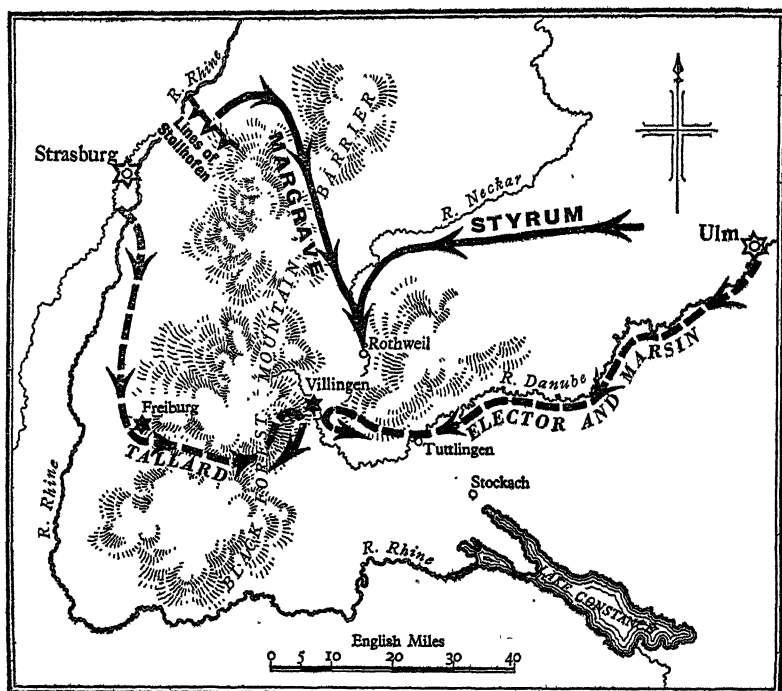 R. Rhine
Lines of Stollhofen
Strasburg
MARGRAVE
BARRIER
R. Neckar
STYRUM
Ulm
Rothweil
BLACK FOREST MOUNTAIN
Villingen
R. Danube
ELECTOR AND MARSIN
Freiburg
TALLARD
Tuttlingen
Stocksch
R. Rhine
R. Rhine
LAKE CONSTANCE
English Miles
0 5 10 20 30 40